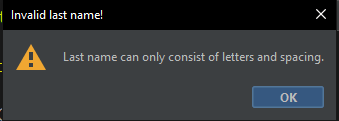 Invalid last name!
Last name can only consist of letters and spacing.
OK